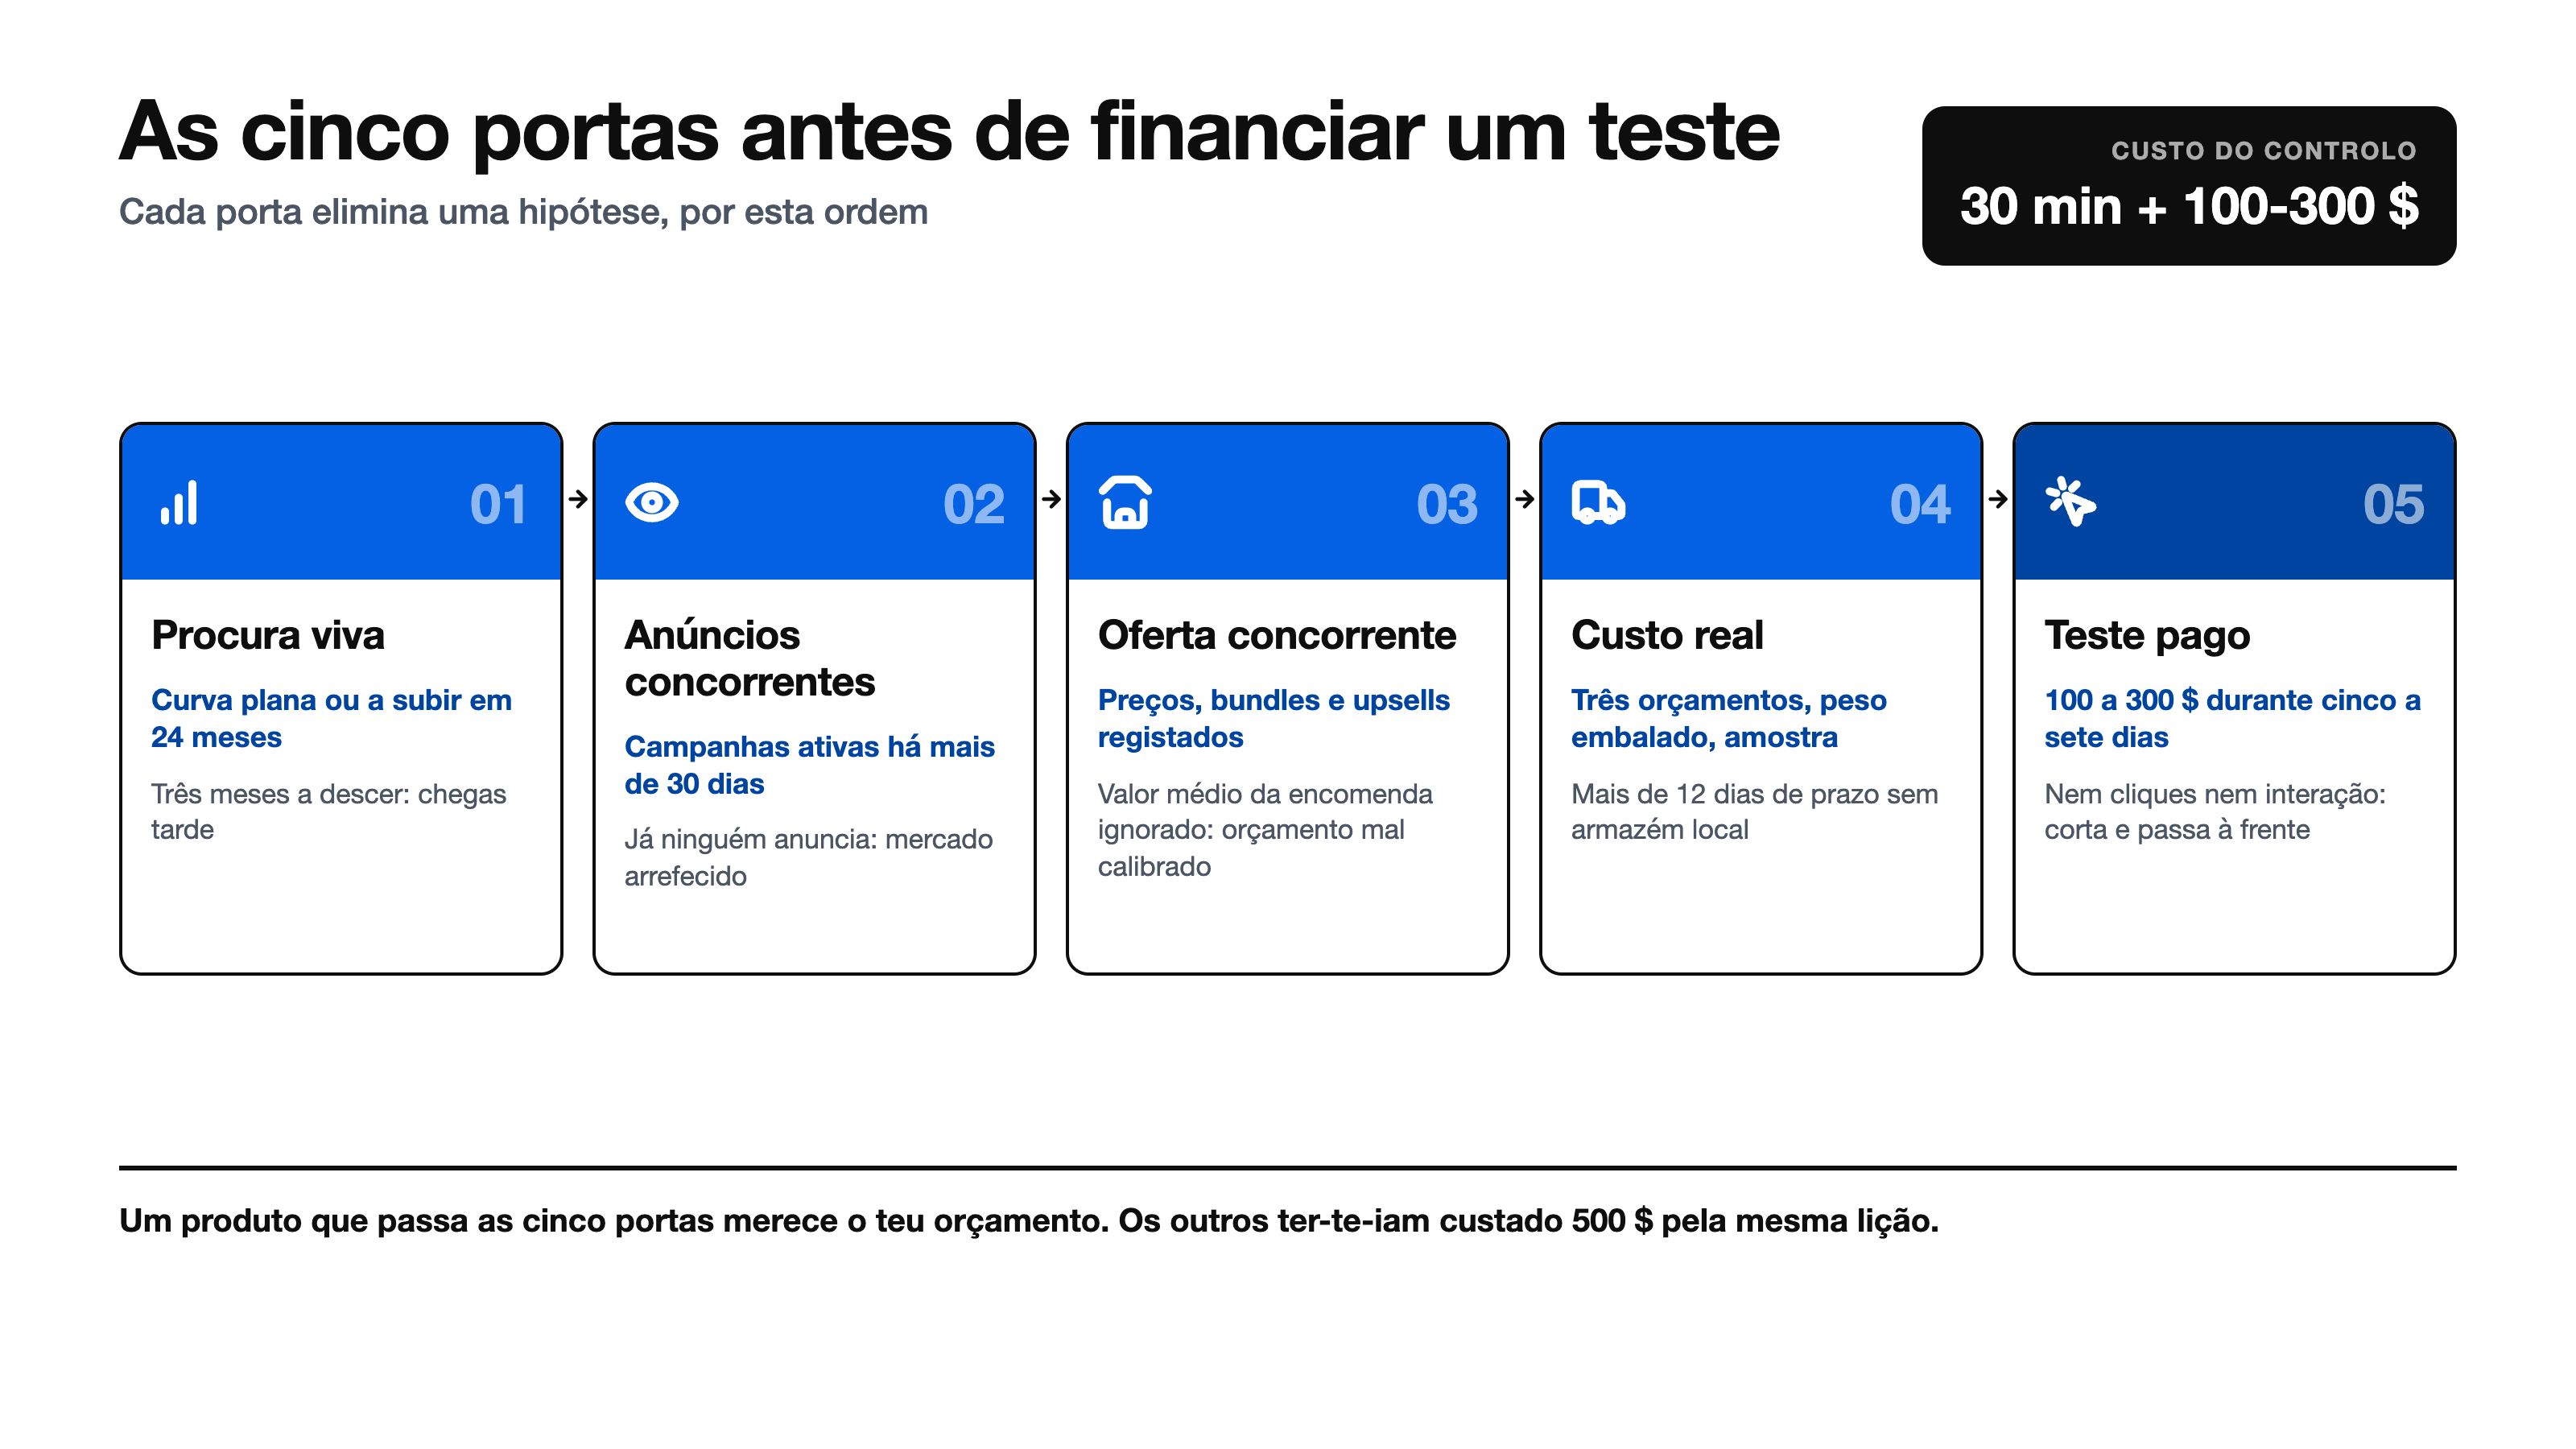 As cinco portas antes de financiar um teste
Cada porta elimina uma hipótese, por esta ordem
CUSTO DO CONTROLO
30 min + 100-300 $
01
Procura viva
Curva plana ou a subir em
24 meses
Três meses a descer: chegas
tarde
02
Anúncios
concorrentes
Campanhas ativas há mais
de 30 dias
Já ninguém anuncia: mercado
arrefecido
03
Oferta concorrente
Preços, bundles e upsells
registados
Valor médio da encomenda
ignorado: orçamento mal
calibrado
04
Custo real
Três orçamentos, peso
embalado, amostra
Mais de 12 dias de prazo sem
armazém local
05
Teste pago
100 a 300 $ durante cinco a
sete dias
Nem cliques nem interação:
corta e passa à frente
Um produto que passa as cinco portas merece o teu orçamento. Os outros ter-te-iam custado 500 $ pela mesma lição.